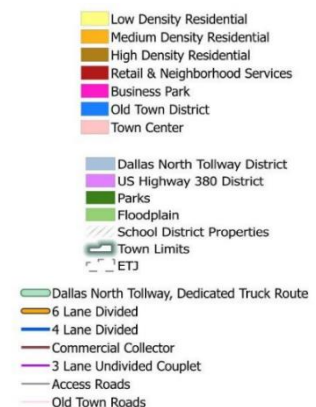 Low Density Residential
Medium Density Residential
High Density Residential
Retail & Neighborhood Services
Business Park
Old Town District
Town Center
Dallas North Tollway District
US Highway 380 District
Parks
Floodplain
School District Properties
Town Limits
ETJ
Dallas North Tollway, Dedicated Truck Route
6 Lane Divided
4 Lane Divided
Commercial Collector
3 Lane Undivided Couplet
Access Roads
Old Town Roads